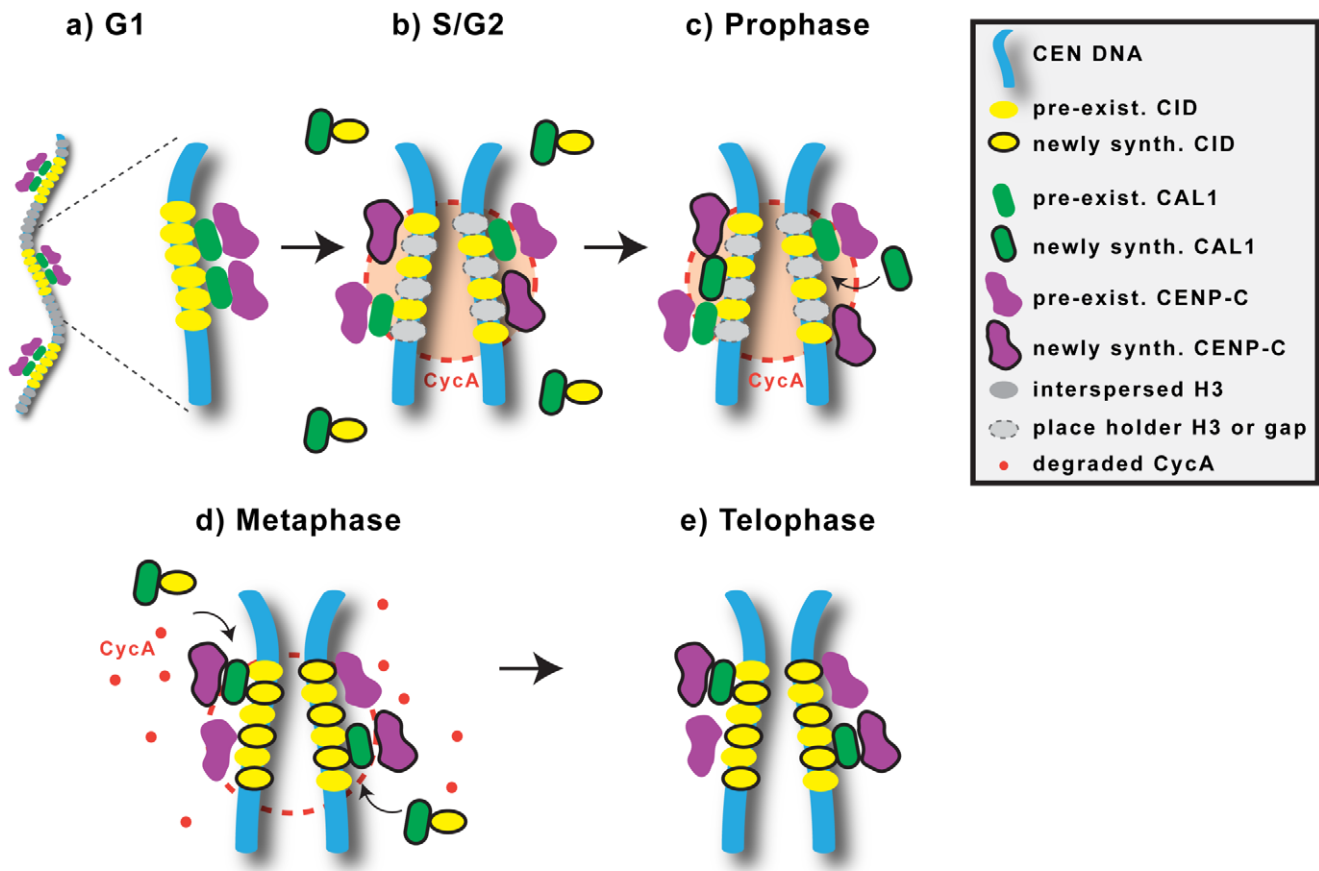 a) G1
b) S/G2
c) Prophase
CEN DNA
pre-exist. CID
newly synth. CID
pre-exist. CAL1
newly synth. CAL1
pre-exist. CENP-C
newly synth. CENP-C
interspersed H3
place holder H3 or gap
degraded CycA
CycA
CycA
d) Metaphase
e) Telophase
CycA